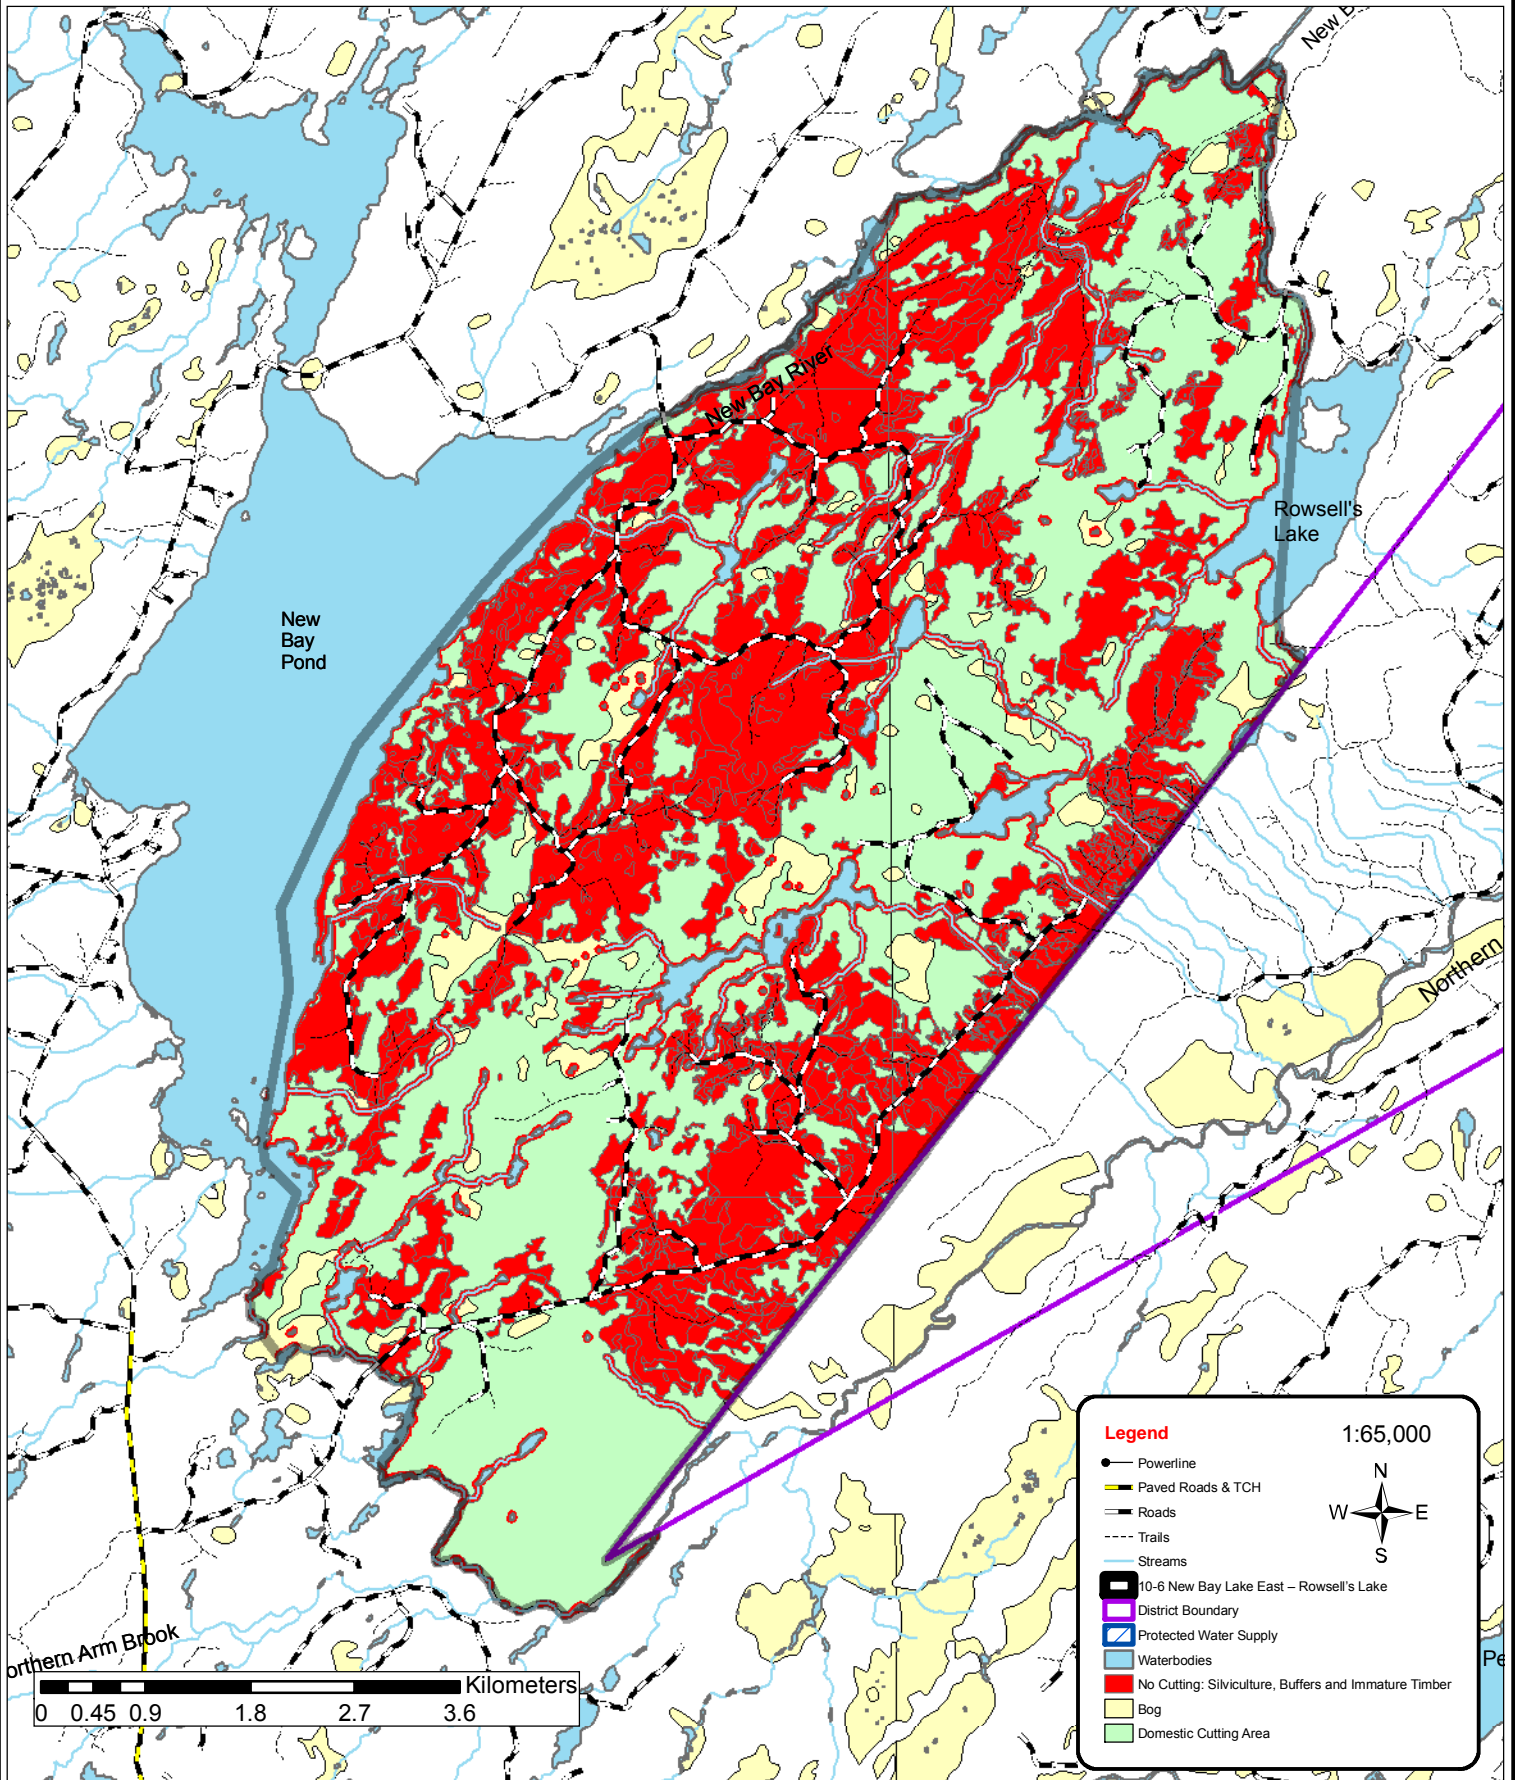 New B
New Bay River
Rowsell's
Lake
New
Bay
Pond
Northern
orthern Arm Brook
Pe
Kilometers
0 0.45 0.9 1.8 2.7 3.6
Legend
1:65,000
N
W E
S
Powerline
Paved Roads & TCH
Roads
Trails
Streams
10-6 New Bay Lake East – Rowsell's Lake
District Boundary
Protected Water Supply
Waterbodies
No Cutting: Silviculture, Buffers and Immature Timber
Bog
Domestic Cutting Area